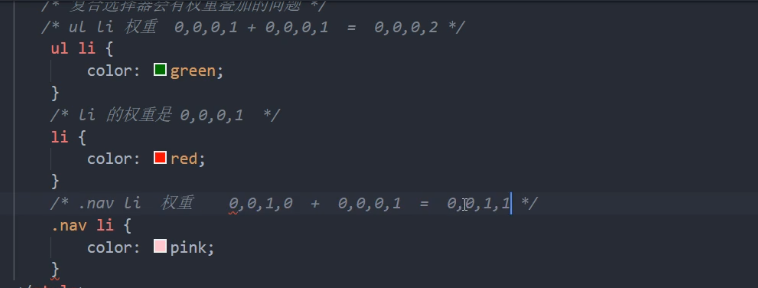 /* 复合选择器会有权重叠加的问题 */
/* ul li 权重 0,0,0,1 + 0,0,0,1 = 0,0,0,2 */
ul li {
color: green;
}
/* li 的权重是 0,0,0,1 */
li {
color: red;
}
/* .nav li 权重 0,0,1,0 + 0,0,0,1 = 0,0,1,1 */
.nav li {
color: pink;
}